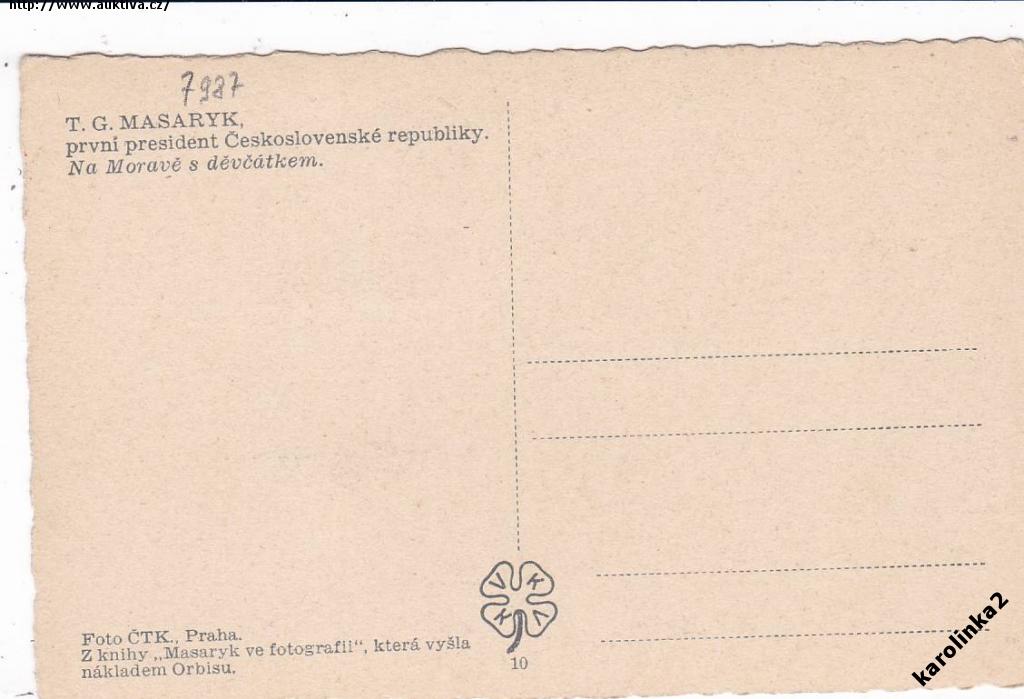 http://www.auktiva.cz/
7987
T. G. MASARYK,
první president Československé republiky.
Na Moravě s děvčátkem.
V K
K V
Foto ČTK., Praha.
Z knihy „Masaryk ve fotografii“, která vyšla
nákladem Orbisu.
10
karolinka2